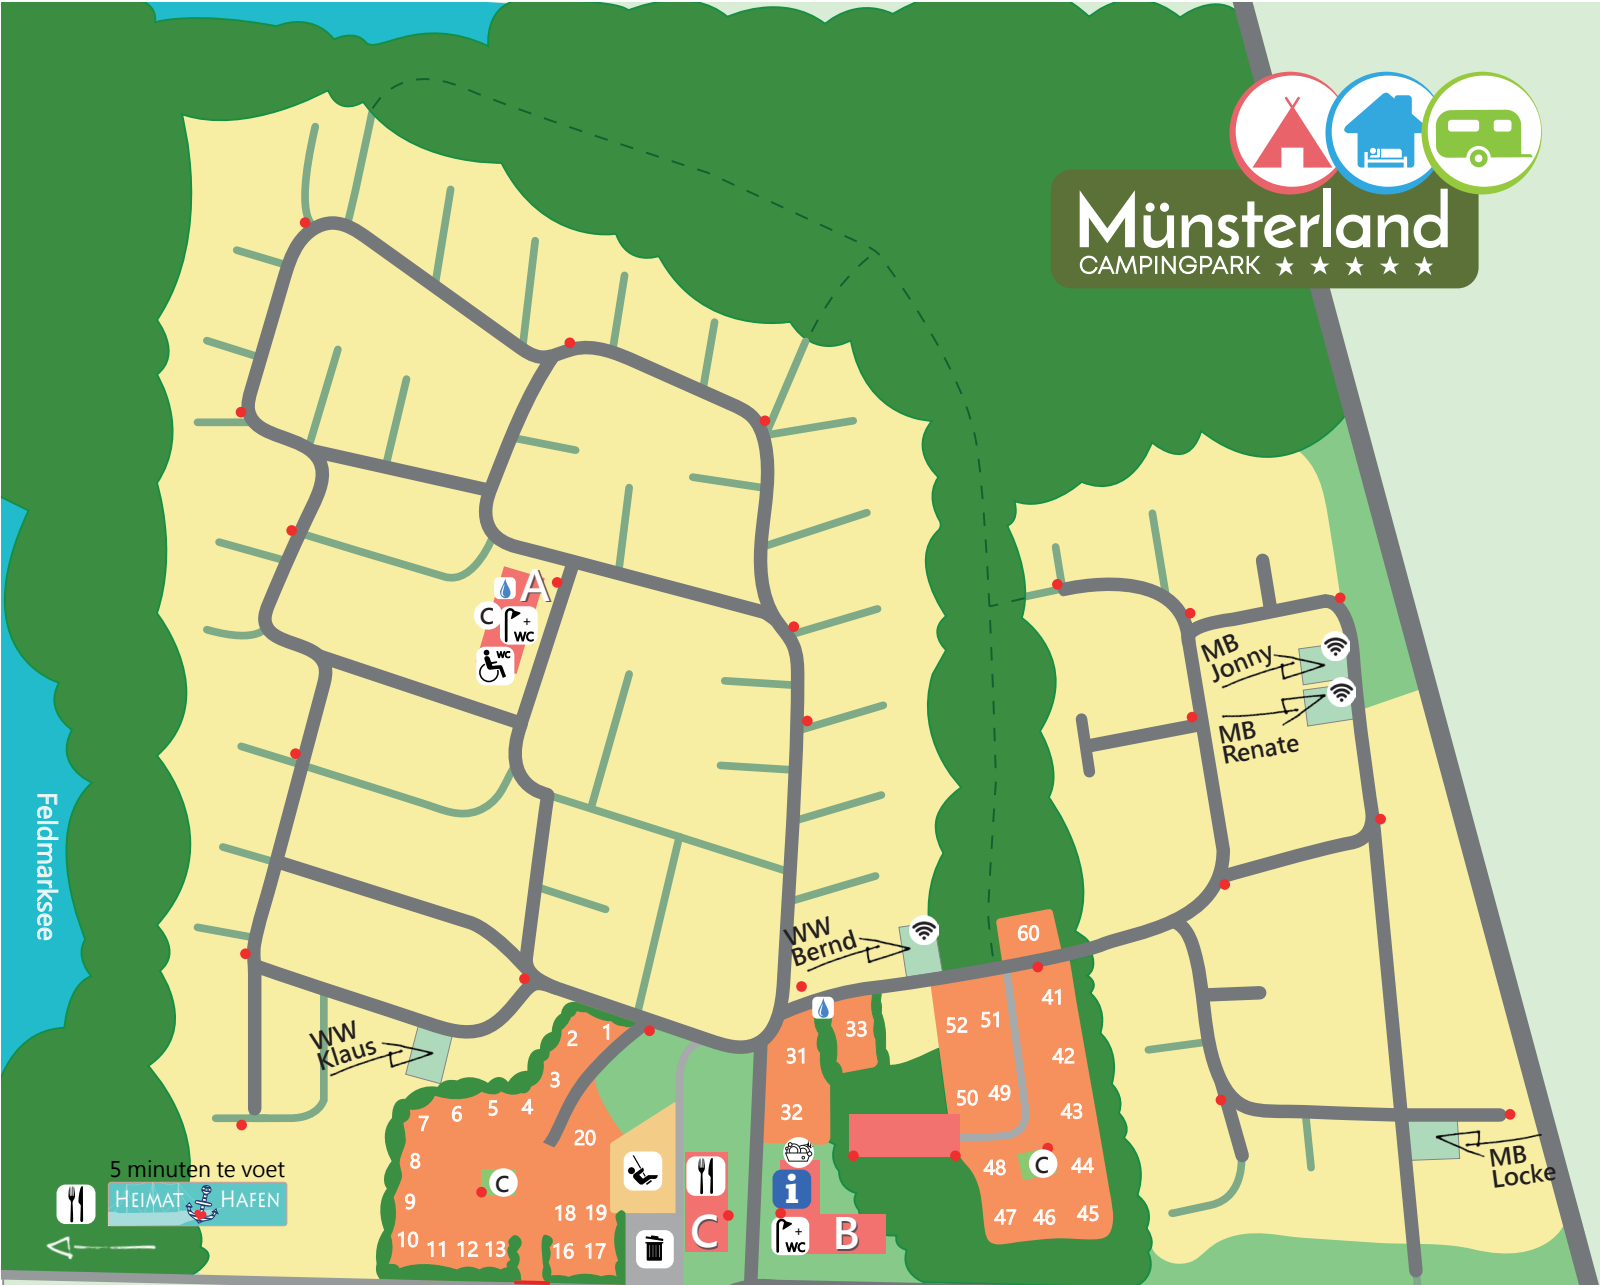 Münsterland
CAMPINGPARK
A
C
+
WC
WC
MB
Jonny
MB
Renate
Feldmarksee
WW
Bernd
60
41
52
51
33
42
31
50
49
43
32
WW
Klaus
1
2
3
4
5
6
7
20
8
C
9
18
19
10
11
12
13
16
17
48
C
44
47
46
45
5 minuten te voet
HEIMAT HAFEN
C
i
+
WC
B
MB
Locke